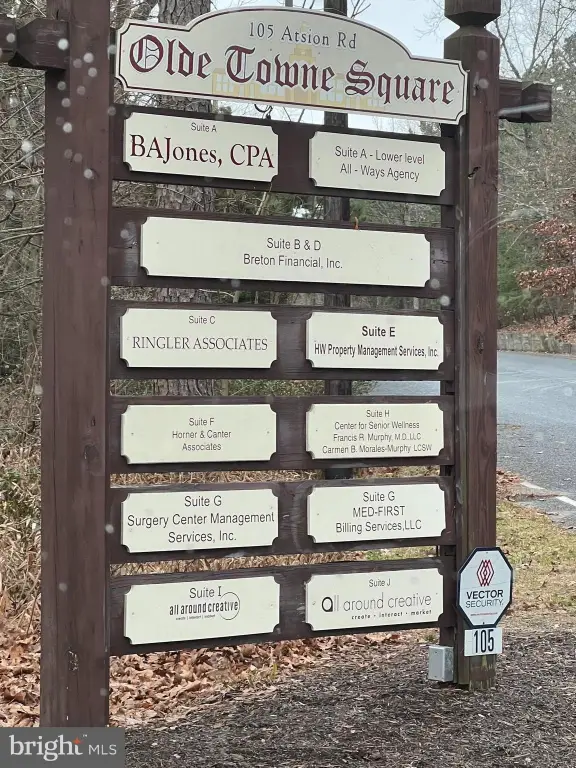 105 Atsion Rd
Olde Towne Square
Suite A
BAJones, CPA
Suite A - Lower level
All - Ways Agency
Suite B & D
Breton Financial, Inc.
Suite C
RINGLER ASSOCIATES
Suite E
HW Property Management Services, Inc.
Suite F
Horner & Canter
Associates
Suite H
Center for Senior Wellness
Francis R. Murphy, M.D.,LLC
Carmen B. Morales-Murphy, LCSW
Suite G
Surgery Center Management
Services, Inc.
Suite G
MED-FIRST
Billing Services,LLC
Suite I
all around creative
create • interact • market
Suite J
all around creative
create • interact • market
VECTOR
SECURITY
105
bright MLS